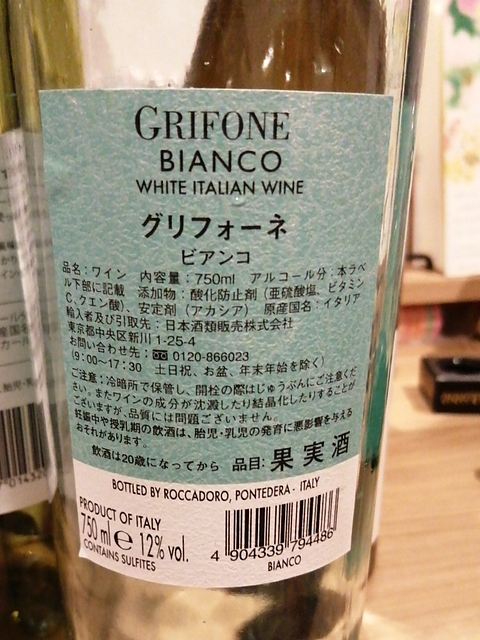 GRIFONE
BIANCO
WHITE ITALIAN WINE
グリフォーネ
ビアンコ
品名：ワイン 内容量：750ml アルコール分：本ラベ
ル下部に記載 添加物：酸化防止剤（亜硫酸塩、ビタミン
C、クエン酸）、安定剤（アカシア） 原産国名：イタリア
輸入者及び引取先：日本酒類販売株式会社
東京都中央区新川 1-25-4
お問い合わせ先：0120-866023
（9：00～17：30 土日祝、お盆、年末年始を除く）
ご注意：冷暗所で保管し、開栓の際はじゅうぶんにご注意くだ
さい。またワインの成分が沈澱したり結晶化したりすることが
ございますが、品質には問題ございません。
妊娠中や授乳期の飲酒は、胎児・乳児の発育に悪影響を与える
おそれがあります。
飲酒は20歳になってから 品目：果実酒
BOTTLED BY ROCCADORO, PONTEDERA - ITALY
PRODUCT OF ITALY
750 ml e 12% vol.
CONTAINS SULFITES
4 904339 794486
BIANCO